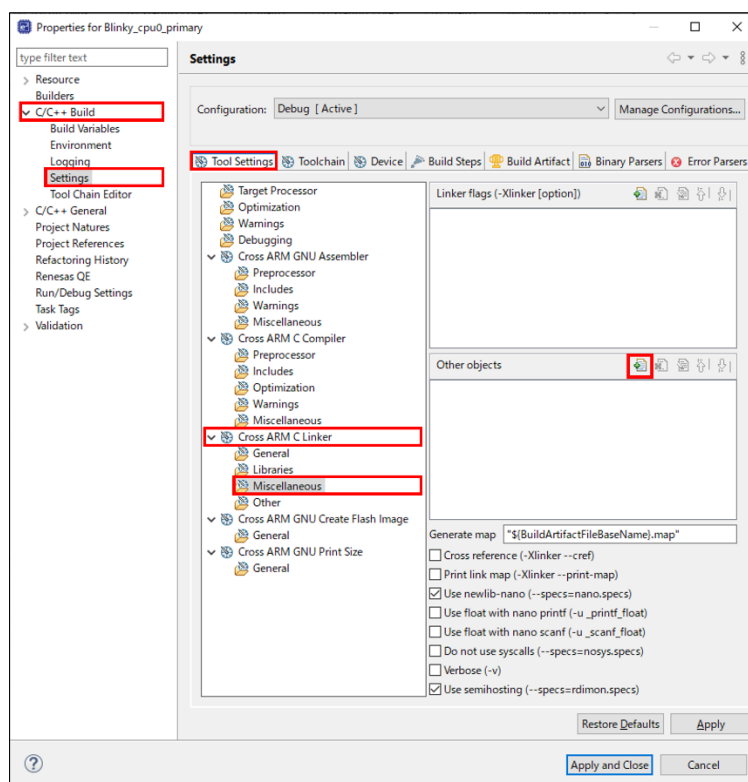 Properties for Blinky_cpu0_primary
type filter text
Resource
Builders
C/C++ Build
Build Variables
Environment
Logging
Settings
Tool Chain Editor
C/C++ General
Project Natures
Project References
Refactoring History
Renesas QE
Run/Debug Settings
Task Tags
Validation
Settings
Configuration: Debug [ Active ] Manage Configurations...
Tool Settings Toolchain Device Build Steps Build Artifact Binary Parsers Error Parsers
Target Processor
Optimization
Warnings
Debugging
Cross ARM GNU Assembler
Preprocessor
Includes
Warnings
Miscellaneous
Cross ARM C Compiler
Preprocessor
Includes
Optimization
Warnings
Miscellaneous
Cross ARM C Linker
General
Libraries
Miscellaneous
Other
Cross ARM GNU Create Flash Image
General
Cross ARM GNU Print Size
General
Linker flags (-Xlinker [option])
Other objects
Generate map "${BuildArtifactFileBaseName}.map"
Cross reference (-Xlinker --cref)
Print link map (-Xlinker --print-map)
Use newlib-nano (--specs=nano.specs)
Use float with nano printf (-u _printf_float)
Use float with nano scanf (-u _scanf_float)
Do not use syscalls (--specs=nosys.specs)
Verbose (-v)
Use semihosting (--specs=rdimon.specs)
Restore Defaults Apply
Apply and Close Cancel